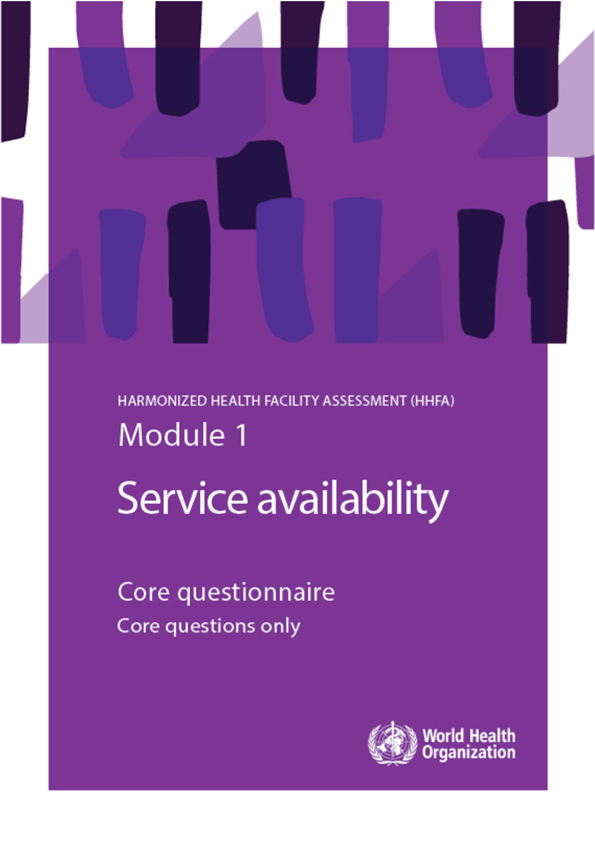 HARMONIZED HEALTH FACILITY ASSESSMENT (HHFA)
Module 1
Service availability
Core questionnaire
Core questions only
World Health
Organization